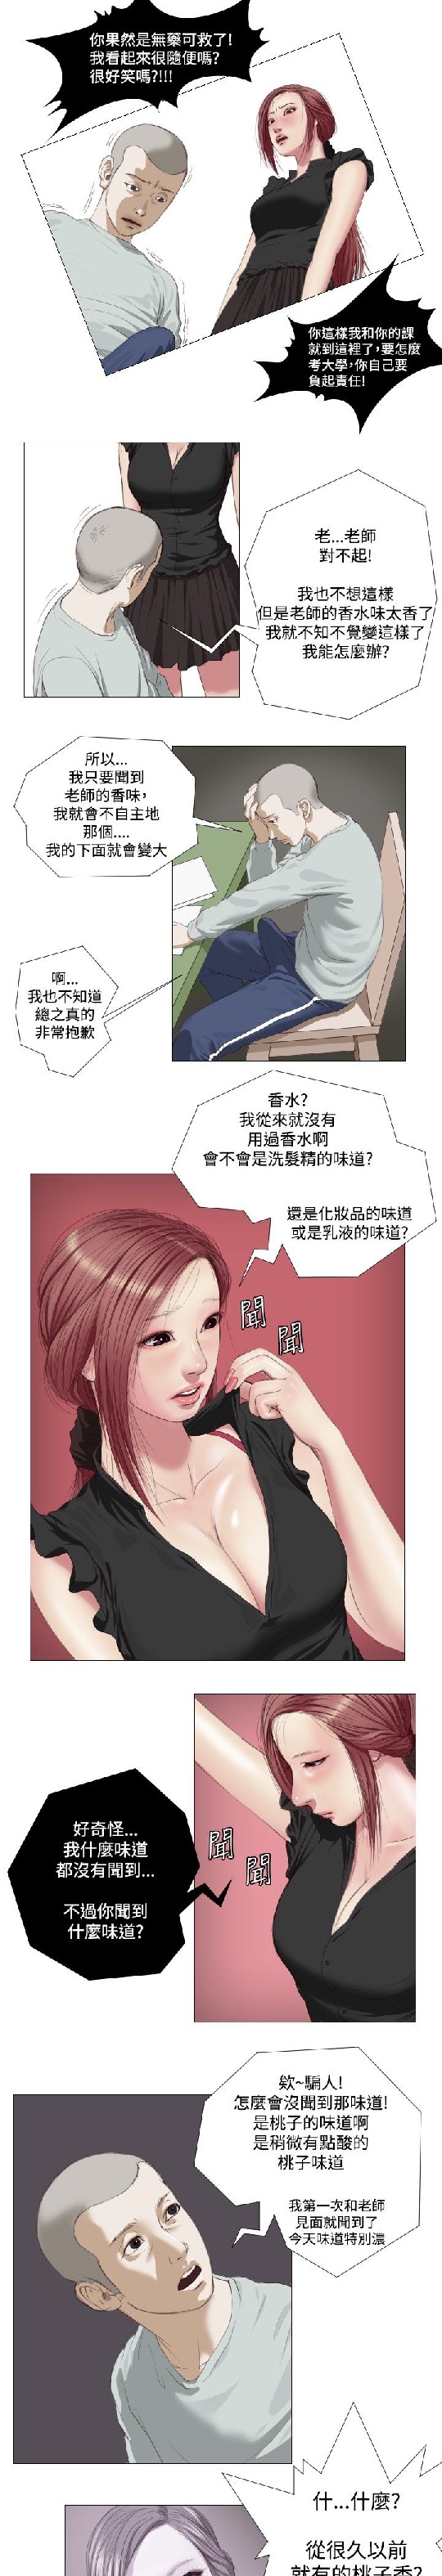 你果然是無藥可救了!
我看起來很隨便嗎?
很好笑嗎?!!!
你這樣我和你的課
就到這裡了,要怎麼
考大學,你自己要
負起責任!
老...老師
對不起!
我也不想這樣
但是老師的香水味太香了
我就不知不覺變這樣了
我能怎麼辦?
所以...
我只要聞到
老師的香味,
我就會不自主地
那個....
我的下面就會變大
啊...
我也不知道
總之真的
非常抱歉
香水?
我從來就沒有
用過香水啊
會不會是洗髮精的味道?
還是化妝品的味道
或是乳液的味道?
聞
聞
好奇怪...
我什麼味道
都沒有聞到...
不過你聞到
什麼味道?
聞
聞
欸~騙人!
怎麼會沒聞到那味道!
是桃子的味道啊
是稍微有點酸的
桃子味道
我第一次和老師
見面就聞到了
今天味道特別濃
什...什麼?
從很久以前
就有的桃子香?